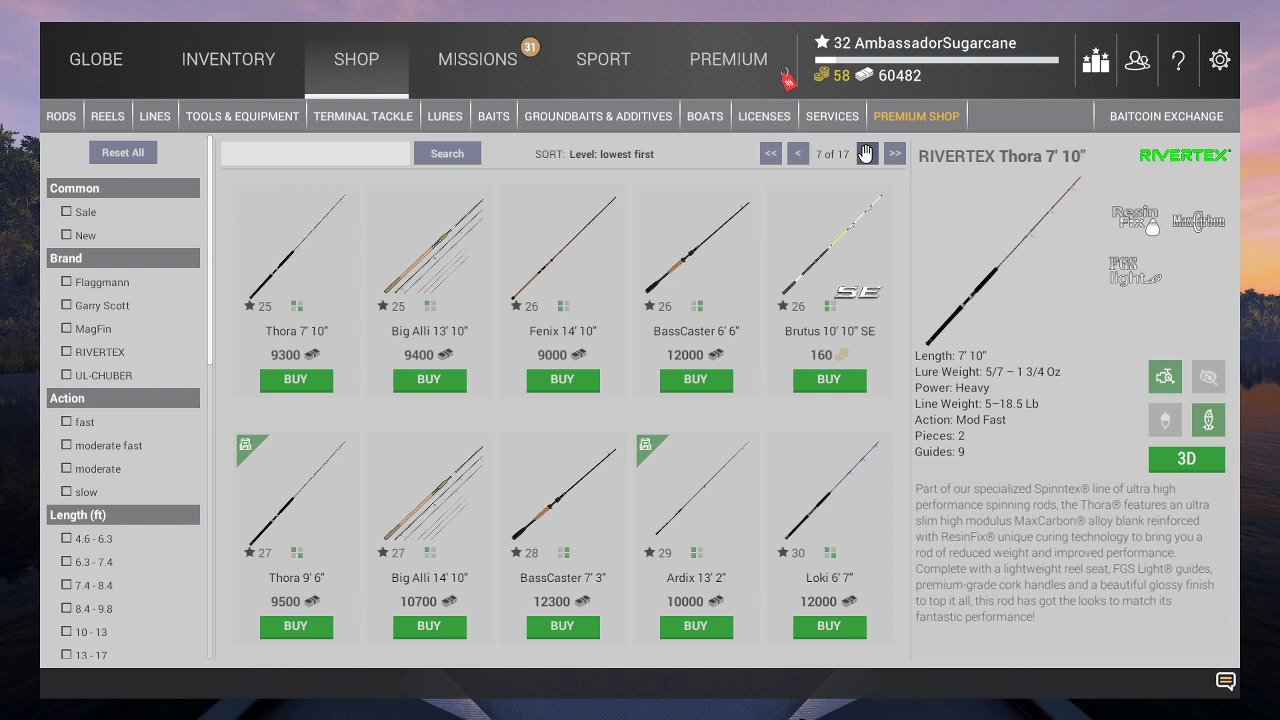 GLOBE
INVENTORY
SHOP
MISSIONS
31
SPORT
PREMIUM
32 AmbassadorSugarcane
58 60482
?
RODS
REELS
LINES
TOOLS & EQUIPMENT
TERMINAL TACKLE
LURES
BAITS
GROUNDBAITS & ADDITIVES
BOATS
LICENSES
SERVICES
PREMIUM SHOP
BAITCOIN EXCHANGE
Reset All
Common
Sale
New
Brand
Flaggmann
Garry Scott
MagFin
RIVERTEX
UL-CHUBER
Action
fast
moderate fast
moderate
slow
Length (ft)
4.6 - 6.3
6.3 - 7.4
7.4 - 8.4
8.4 - 9.8
10 - 13
13 - 17
Search
SORT: Level: lowest first
<< < 7 of 17 >>
25
Thora 7' 10"
9300
BUY
25
Big Alli 13' 10"
9400
BUY
26
Fenix 14' 10"
9000
BUY
26
BassCaster 6' 6"
12000
BUY
SE
26
Brutus 10' 10" SE
160
BUY
27
Thora 9' 6"
9500
BUY
27
Big Alli 14' 10"
10700
BUY
28
BassCaster 7' 3"
12300
BUY
29
Ardix 13' 2"
10000
BUY
30
Loki 6' 7"
12000
BUY
RIVERTEX Thora 7' 10"
RIVERTEX
Resin Fix
MaxCarbon
FGS light
Length: 7' 10"
Lure Weight: 5/7 – 1 3/4 Oz
Power: Heavy
Line Weight: 5–18.5 Lb
Action: Mod Fast
Pieces: 2
Guides: 9
3D
Part of our specialized Spinntex® line of ultra high
performance spinning rods, the Thora® features an ultra
slim high modulus MaxCarbon® alloy blank reinforced
with ResinFix® unique curing technology to bring you a
rod of reduced weight and improved performance.
Complete with a lightweight reel seat, FGS Light® guides,
premium-grade cork handles and a beautiful glossy finish
to top it all, this rod has got the looks to match its
fantastic performance!